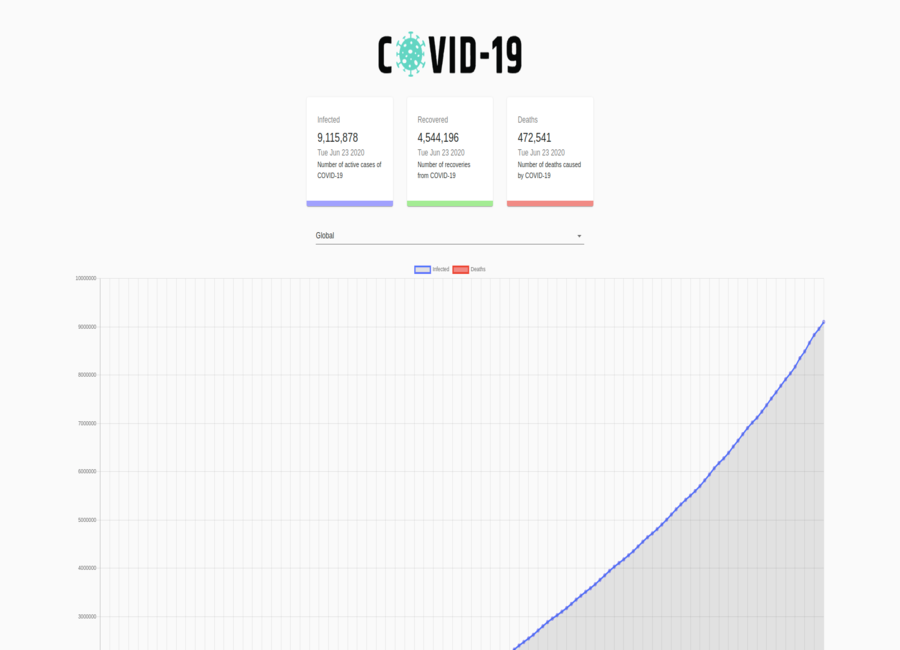 COVID-19
Infected
9,115,878
Tue Jun 23 2020
Number of active cases of
COVID-19
Recovered
4,544,196
Tue Jun 23 2020
Number of recoveries
from COVID-19
Deaths
472,541
Tue Jun 23 2020
Number of deaths caused
by COVID-19
Global
Infected Deaths
10000000
9000000
8000000
7000000
6000000
5000000
4000000
3000000